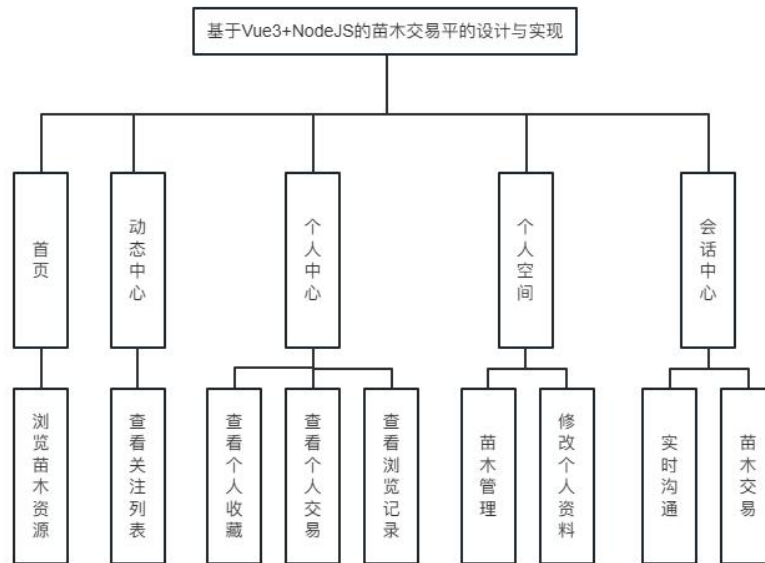 基于Vue3+NodeJS的苗木交易平的设计与实现
首页
动态中心
个人中心
个人空间
会话中心
浏览苗木资源
查看关注列表
查看个人收藏
查看个人交易
查看浏览记录
苗木管理
修改个人资料
实时沟通
苗木交易